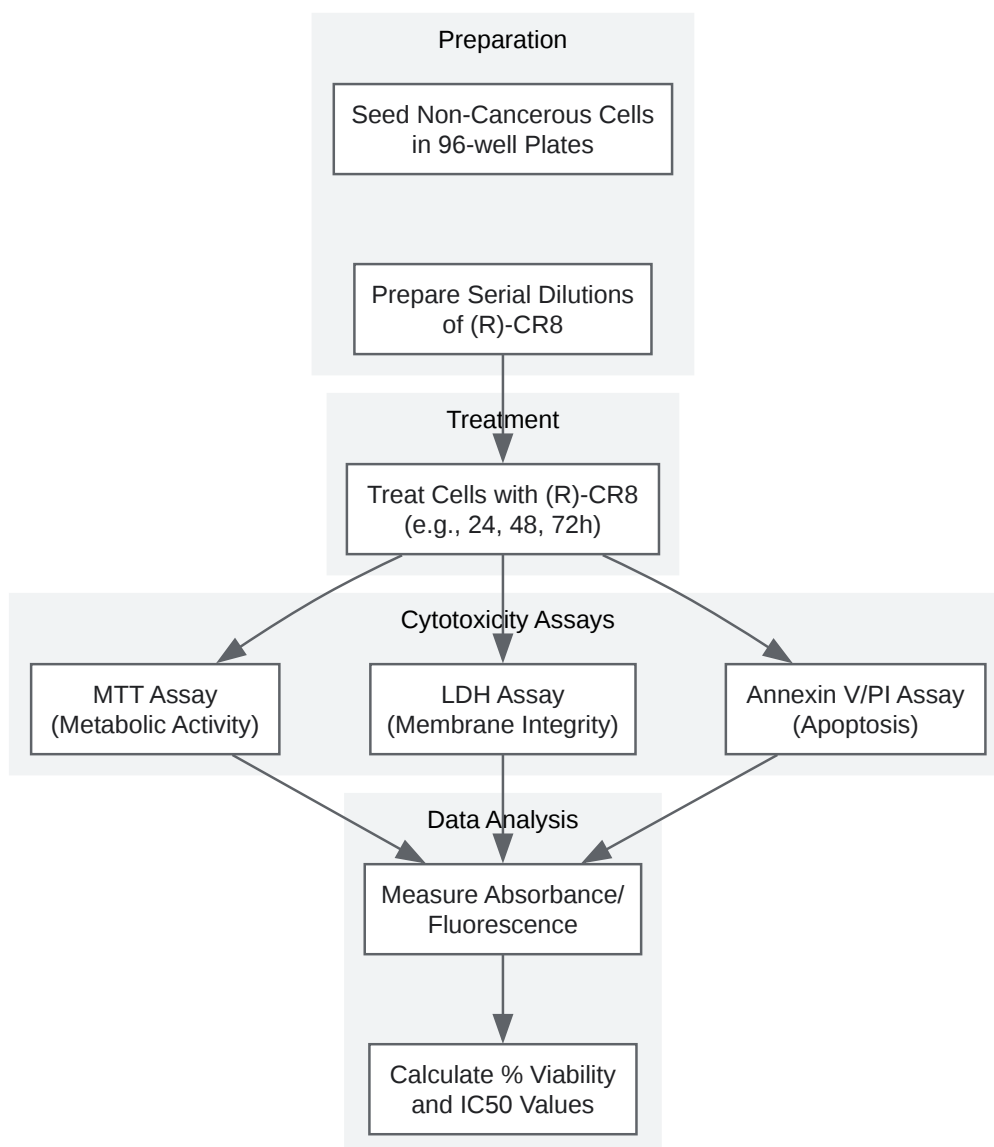 Preparation
Seed Non-Cancerous Cells
in 96-well Plates
Prepare Serial Dilutions
of (R)-CR8
Treatment
Treat Cells with (R)-CR8
(e.g., 24, 48, 72h)
Cytotoxicity Assays
MTT Assay
(Metabolic Activity)
LDH Assay
(Membrane Integrity)
Annexin V/PI Assay
(Apoptosis)
Data Analysis
Measure Absorbance/
Fluorescence
Calculate % Viability
and IC50 Values